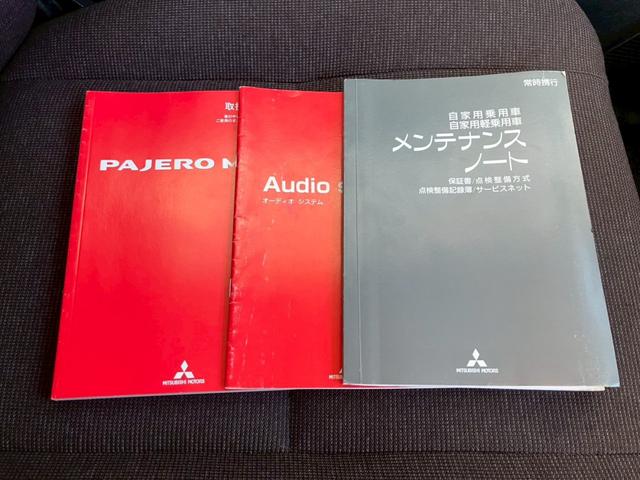 取
PAJERO M
MITSUBISHI MOTORS
Audio s
オーディオ システム
MITSUBISHI MOTORS
常時携行
自家用乗用車
自家用軽乗用車
メンテナンス
ノート
保証書/点検整備方式
点検整備記録簿/サービスネット
MITSUBISHI MOTORS